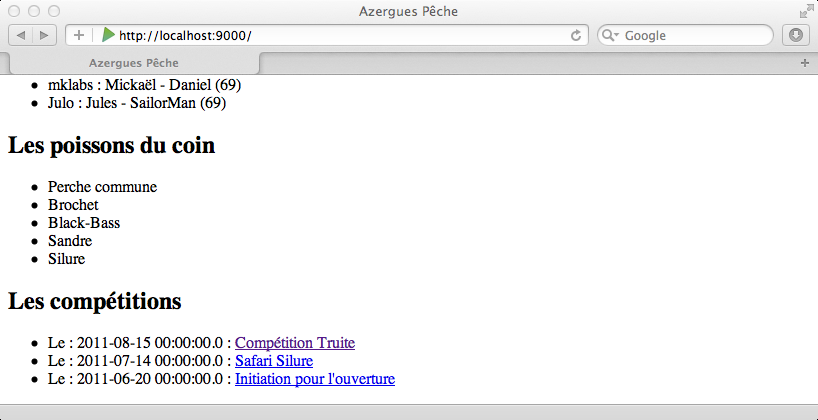 Azergues Pêche
http://localhost:9000/
Google
Azergues Pêche
mklabs : Mickaël - Daniel (69)
Julo : Jules - SailorMan (69)
Les poissons du coin
Perche commune
Brochet
Black-Bass
Sandre
Silure
Les compétitions
Le : 2011-08-15 00:00:00.0 : Compétition Truite
Le : 2011-07-14 00:00:00.0 : Safari Silure
Le : 2011-06-20 00:00:00.0 : Initiation pour l'ouverture